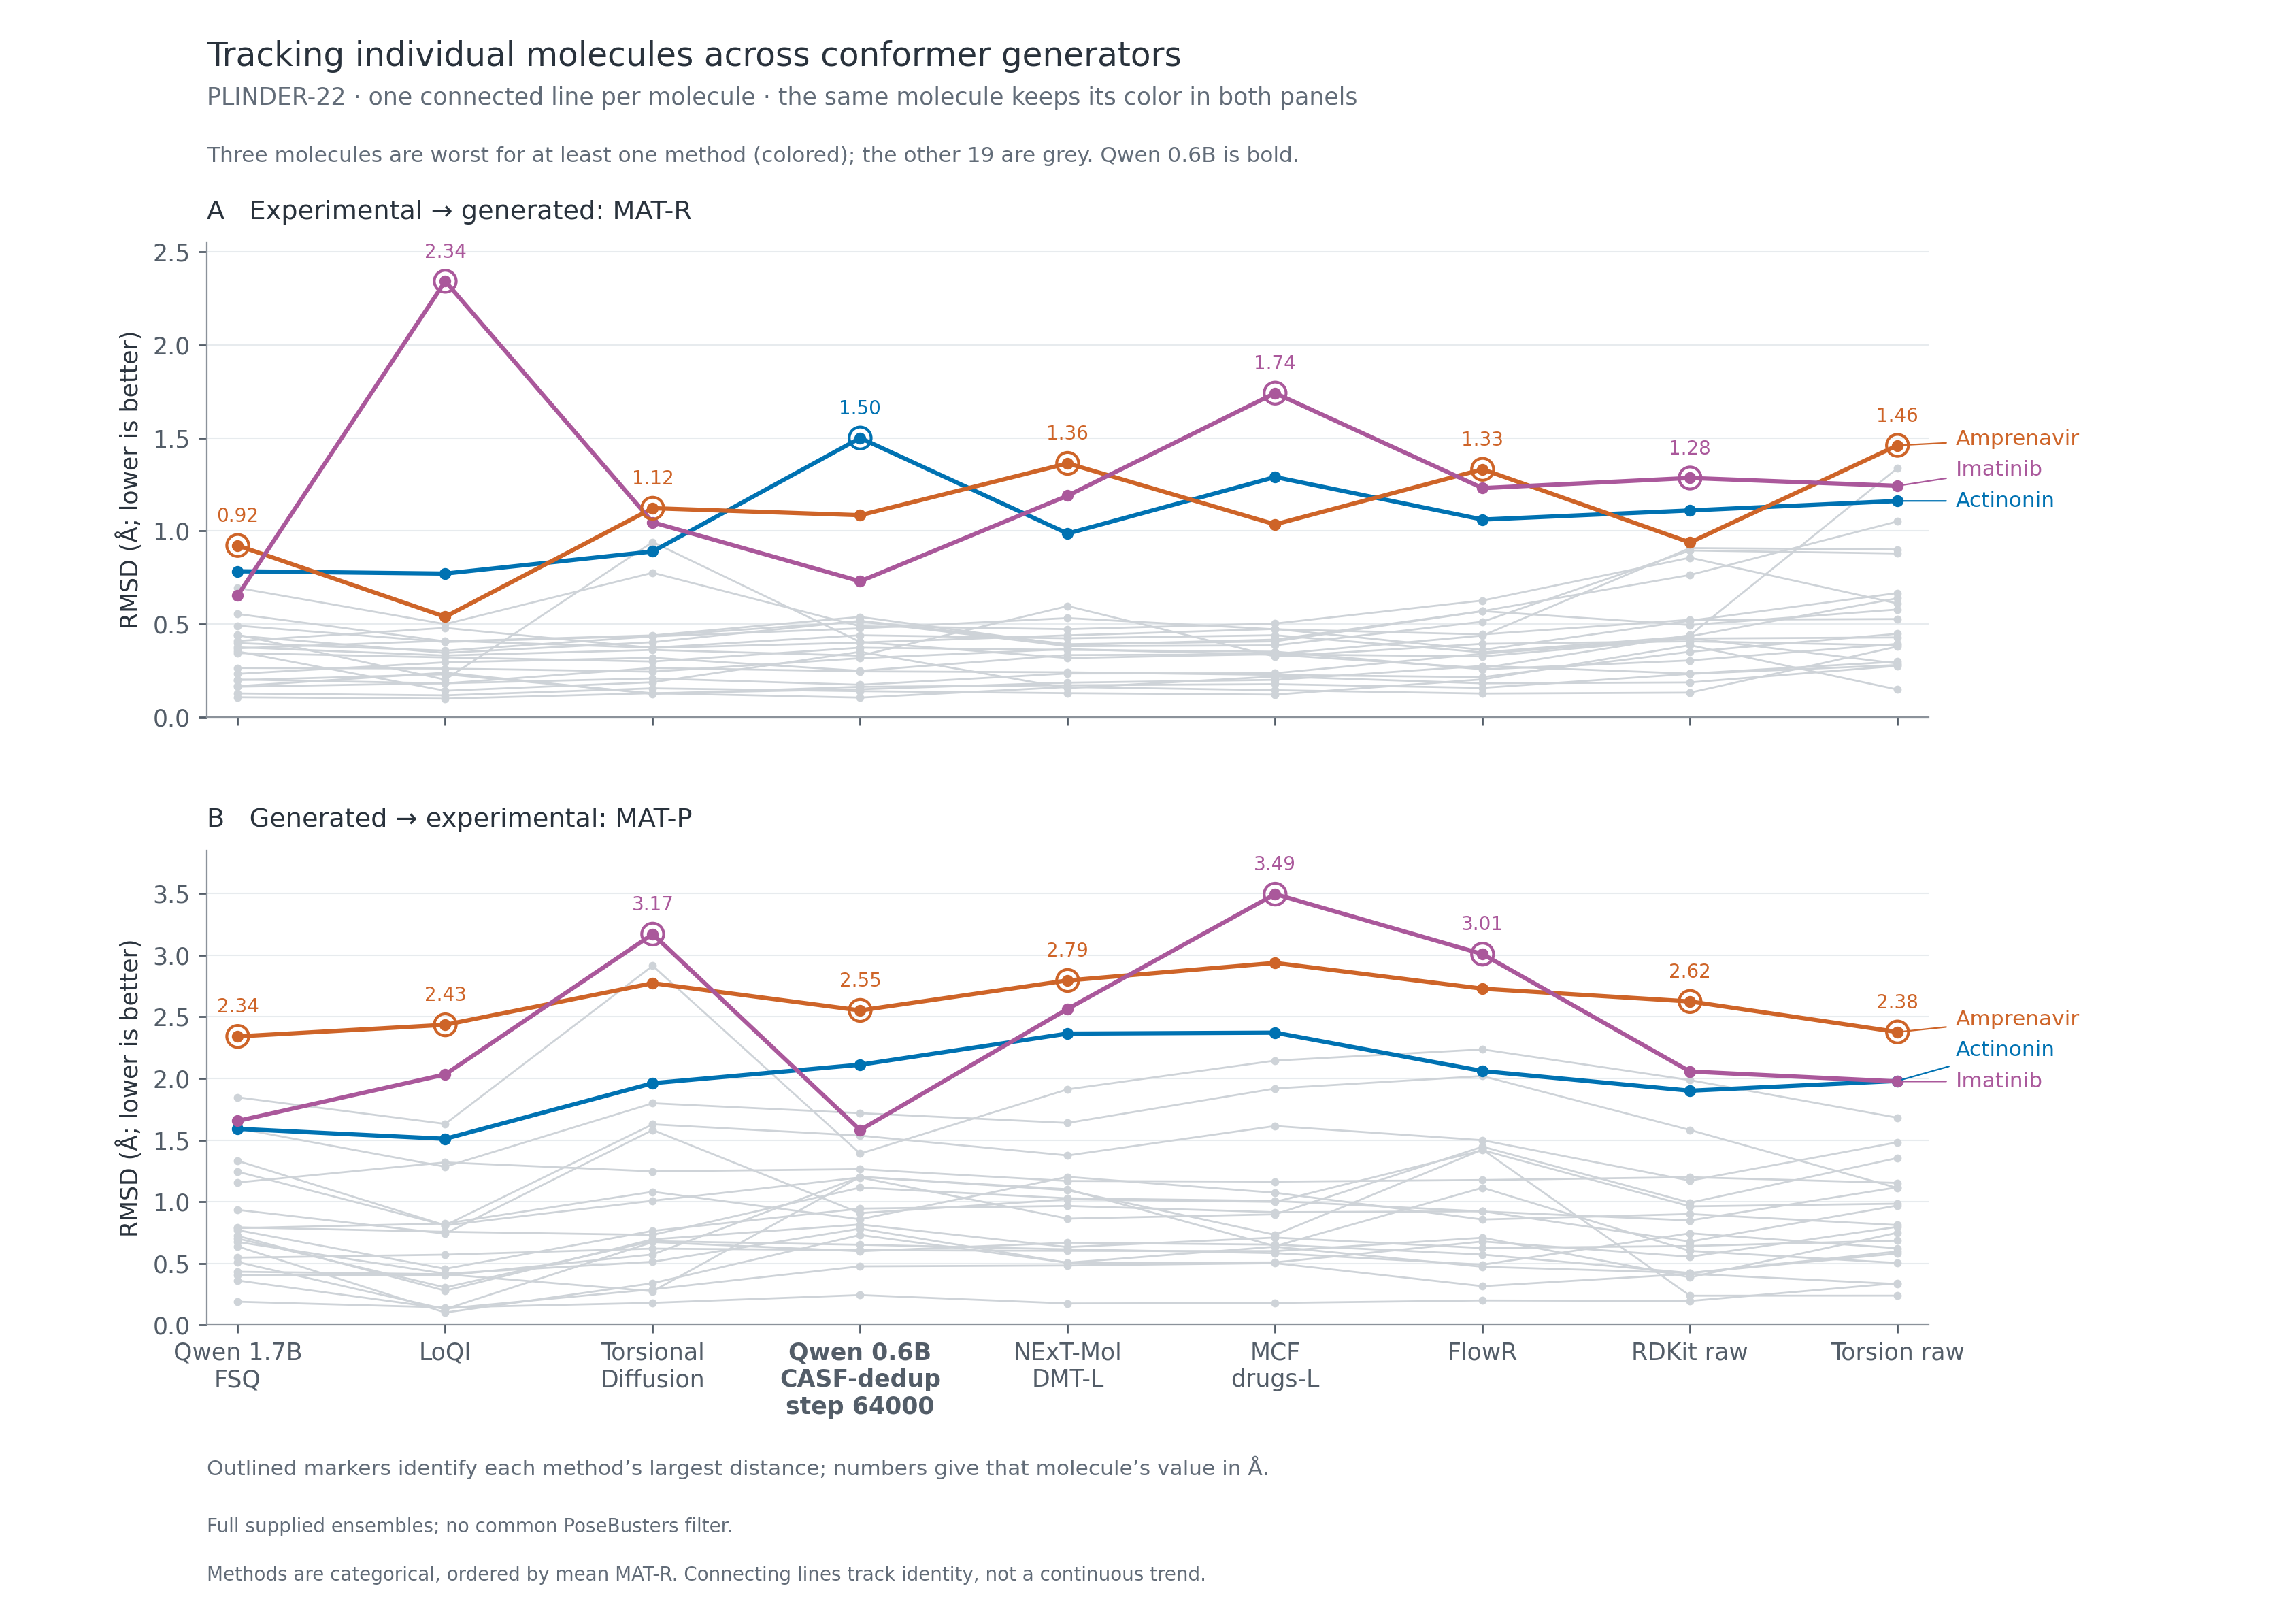 Tracking individual molecules across conformer generators
PLINDER-22 · one connected line per molecule · the same molecule keeps its color in both panels
Three molecules are worst for at least one method (colored); the other 19 are grey. Qwen 0.6B is bold.
A Experimental → generated: MAT-R
RMSD (Å; lower is better)
2.5
2.0
1.5
1.0
0.5
0.0
0.92
2.34
1.12
1.50
1.36
1.74
1.33
1.28
1.46
Amprenavir
Imatinib
Actinonin
B Generated → experimental: MAT-P
RMSD (Å; lower is better)
3.5
3.0
2.5
2.0
1.5
1.0
0.5
0.0
2.34
2.43
3.17
2.55
2.79
3.49
3.01
2.62
2.38
Amprenavir
Actinonin
Imatinib
Qwen 1.7B
FSQ
LoQI
Torsional
Diffusion
Qwen 0.6B
CASF-dedup
step 64000
NExT-Mol
DMT-L
MCF
drugs-L
FlowR
RDKit raw
Torsion raw
Outlined markers identify each method’s largest distance; numbers give that molecule’s value in Å.
Full supplied ensembles; no common PoseBusters filter.
Methods are categorical, ordered by mean MAT-R. Connecting lines track identity, not a continuous trend.